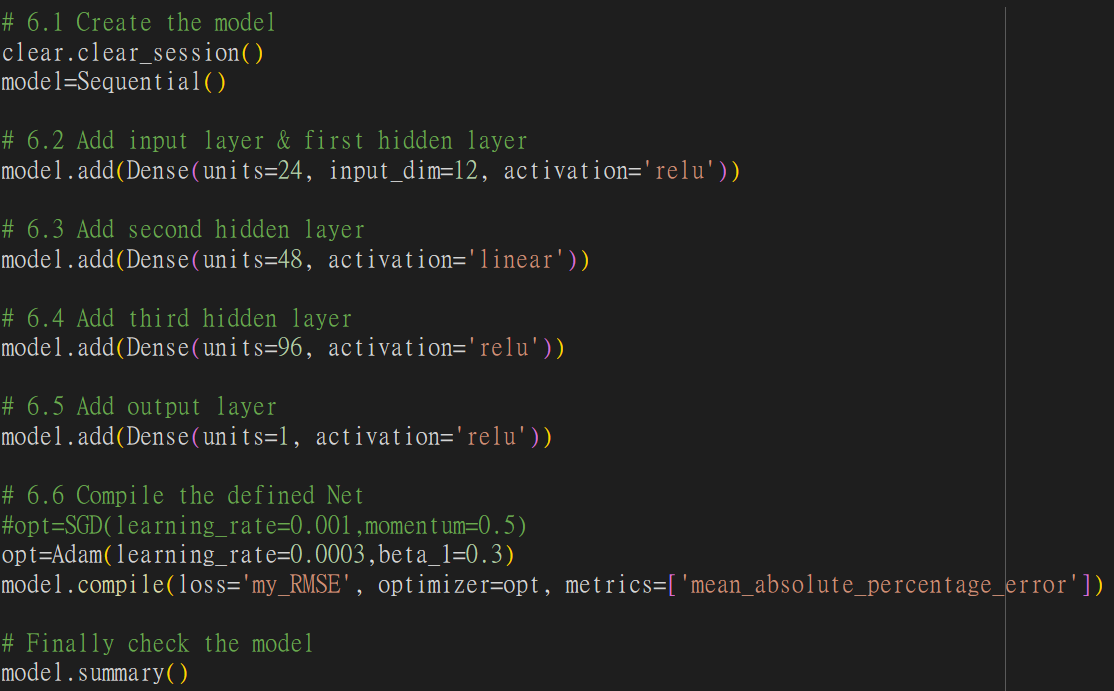 # 6.1 Create the model
clear.clear_session()
model=Sequential()
# 6.2 Add input layer & first hidden layer
model.add(Dense(units=24, input_dim=12, activation='relu'))
# 6.3 Add second hidden layer
model.add(Dense(units=48, activation='linear'))
# 6.4 Add third hidden layer
model.add(Dense(units=96, activation='relu'))
# 6.5 Add output layer
model.add(Dense(units=1, activation='relu'))
# 6.6 Compile the defined Net
#opt=SGD(learning_rate=0.001,momentum=0.5)
opt=Adam(learning_rate=0.0003,beta_1=0.3)
model.compile(loss='my_RMSE', optimizer=opt, metrics=['mean_absolute_percentage_error'])
# Finally check the model
model.summary()